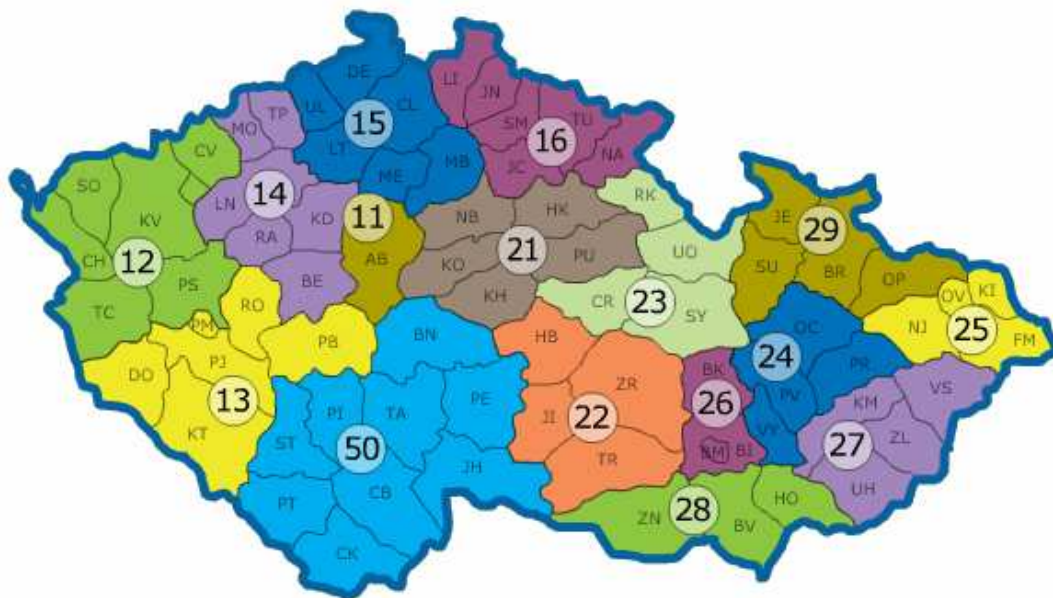 DE
LI
JN
UL
CL
TP
MO
15
SM
TU
16
CV
LT
MB
NA
ME
JC
SO
14
RK
LN
KV
KD
11
NB
HK
JE
29
RA
21
PU
UO
CH
12
AB
KO
SU
BR
OP
PS
BE
KH
23
OV
KI
TC
RO
CR
SY
NJ
25
PM
OC
FM
PB
BN
HB
24
PJ
DO
BK
PR
VS
ZR
13
PI
TA
PE
26
PV
KM
KT
22
JI
VY
27
ZL
ST
50
BM
BI
TR
JH
UH
PT
CB
HO
28
ZN
BV
CK